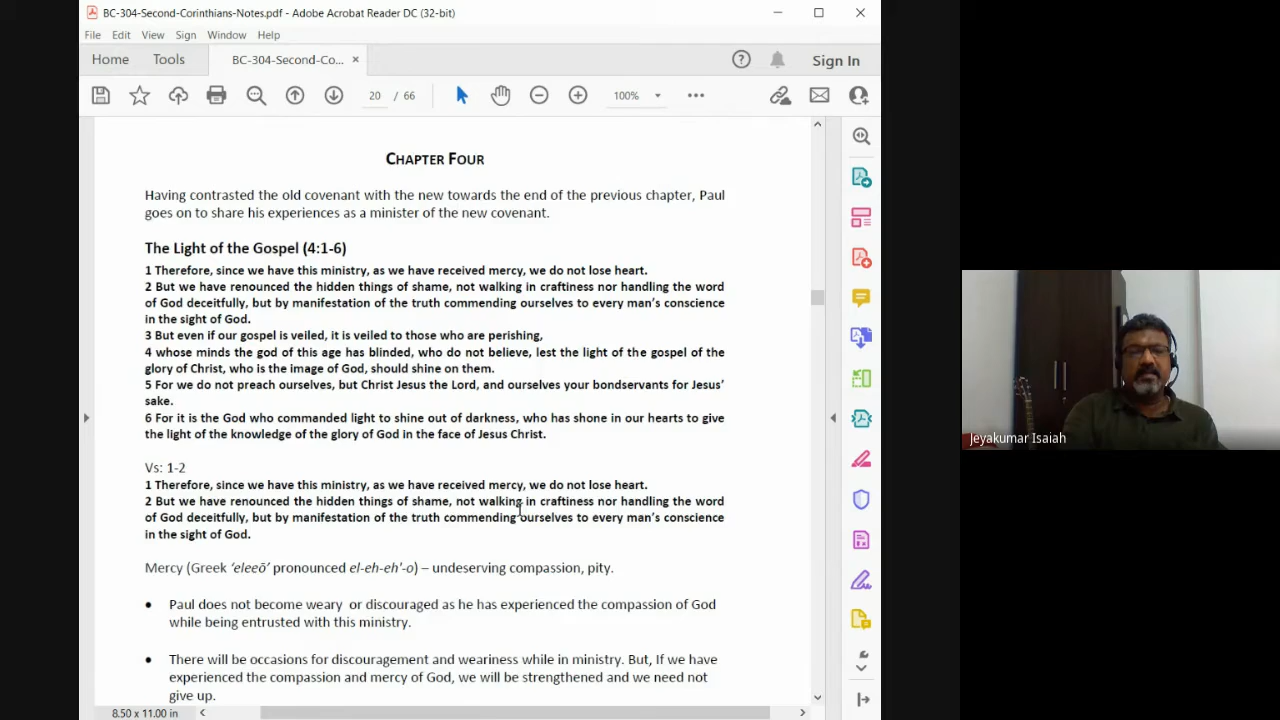 BC-304-Second-Corinthians-Notes.pdf - Adobe Acrobat Reader DC (32-bit)
File Edit View Sign Window Help
Home Tools BC-304-Second-Co... × Sign In
20 / 66 100%
CHAPTER FOUR
Having contrasted the old covenant with the new towards the end of the previous chapter, Paul
goes on to share his experiences as a minister of the new covenant.
The Light of the Gospel (4:1-6)
1 Therefore, since we have this ministry, as we have received mercy, we do not lose heart.
2 But we have renounced the hidden things of shame, not walking in craftiness nor handling the word
of God deceitfully, but by manifestation of the truth commending ourselves to every man's conscience
in the sight of God.
3 But even if our gospel is veiled, it is veiled to those who are perishing,
4 whose minds the god of this age has blinded, who do not believe, lest the light of the gospel of the
glory of Christ, who is the image of God, should shine on them.
5 For we do not preach ourselves, but Christ Jesus the Lord, and ourselves your bondservants for Jesus'
sake.
6 For it is the God who commanded light to shine out of darkness, who has shone in our hearts to give
the light of the knowledge of the glory of God in the face of Jesus Christ.
Vs: 1-2
1 Therefore, since we have this ministry, as we have received mercy, we do not lose heart.
2 But we have renounced the hidden things of shame, not walking in craftiness nor handling the word
of God deceitfully, but by manifestation of the truth commending ourselves to every man's conscience
in the sight of God.
Mercy (Greek 'eleeō' pronounced el-eh-eh'-o) – undeserving compassion, pity.
• Paul does not become weary or discouraged as he has experienced the compassion of God
while being entrusted with this ministry.
• There will be occasions for discouragement and weariness while in ministry. But, If we have
experienced the compassion and mercy of God, we will be strengthened and we need not
give up.
8.50 x 11.00 in
Jeyakumar Isaiah